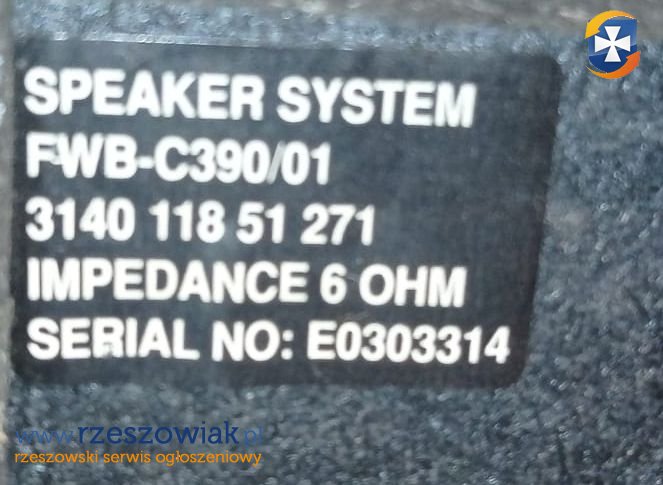 SPEAKER SYSTEM
FWB-C390/01
3140 118 51 271
IMPEDANCE 6 OHM
SERIAL NO: E0303314
www.rzeszowiak.pl
rzeszowski serwis ogłoszeniowy